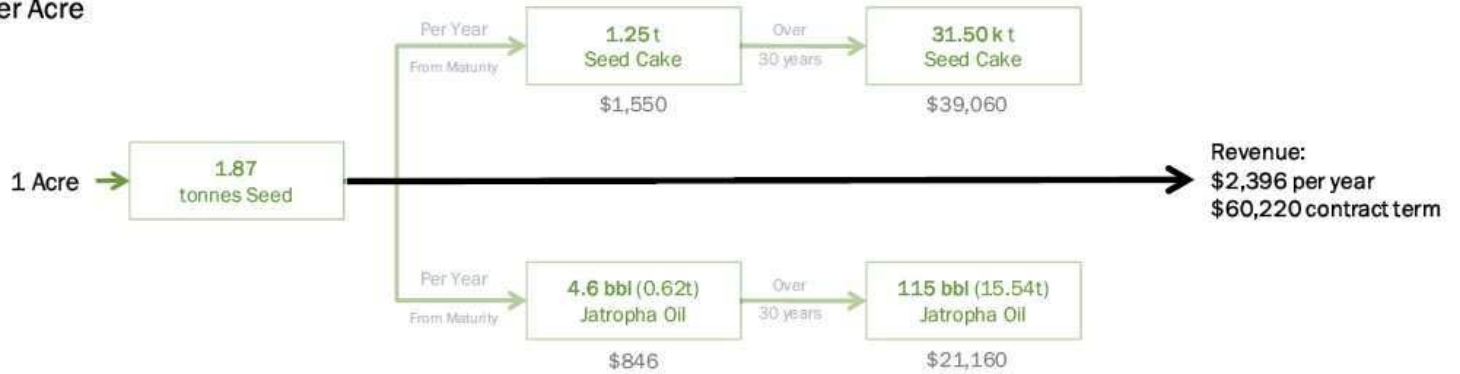 er Acre
1 Acre
1.87
tonnes Seed
Per Year
From Maturity
1.25 t
Seed Cake
$1,550
Over
30 years
31.50 k t
Seed Cake
$39,060
Per Year
From Maturity
4.6 bbl (0.62t)
Jatropha Oil
$846
Over
30 years
115 bbl (15.54t)
Jatropha Oil
$21,160
Revenue:
$2,396 per year
$60,220 contract term